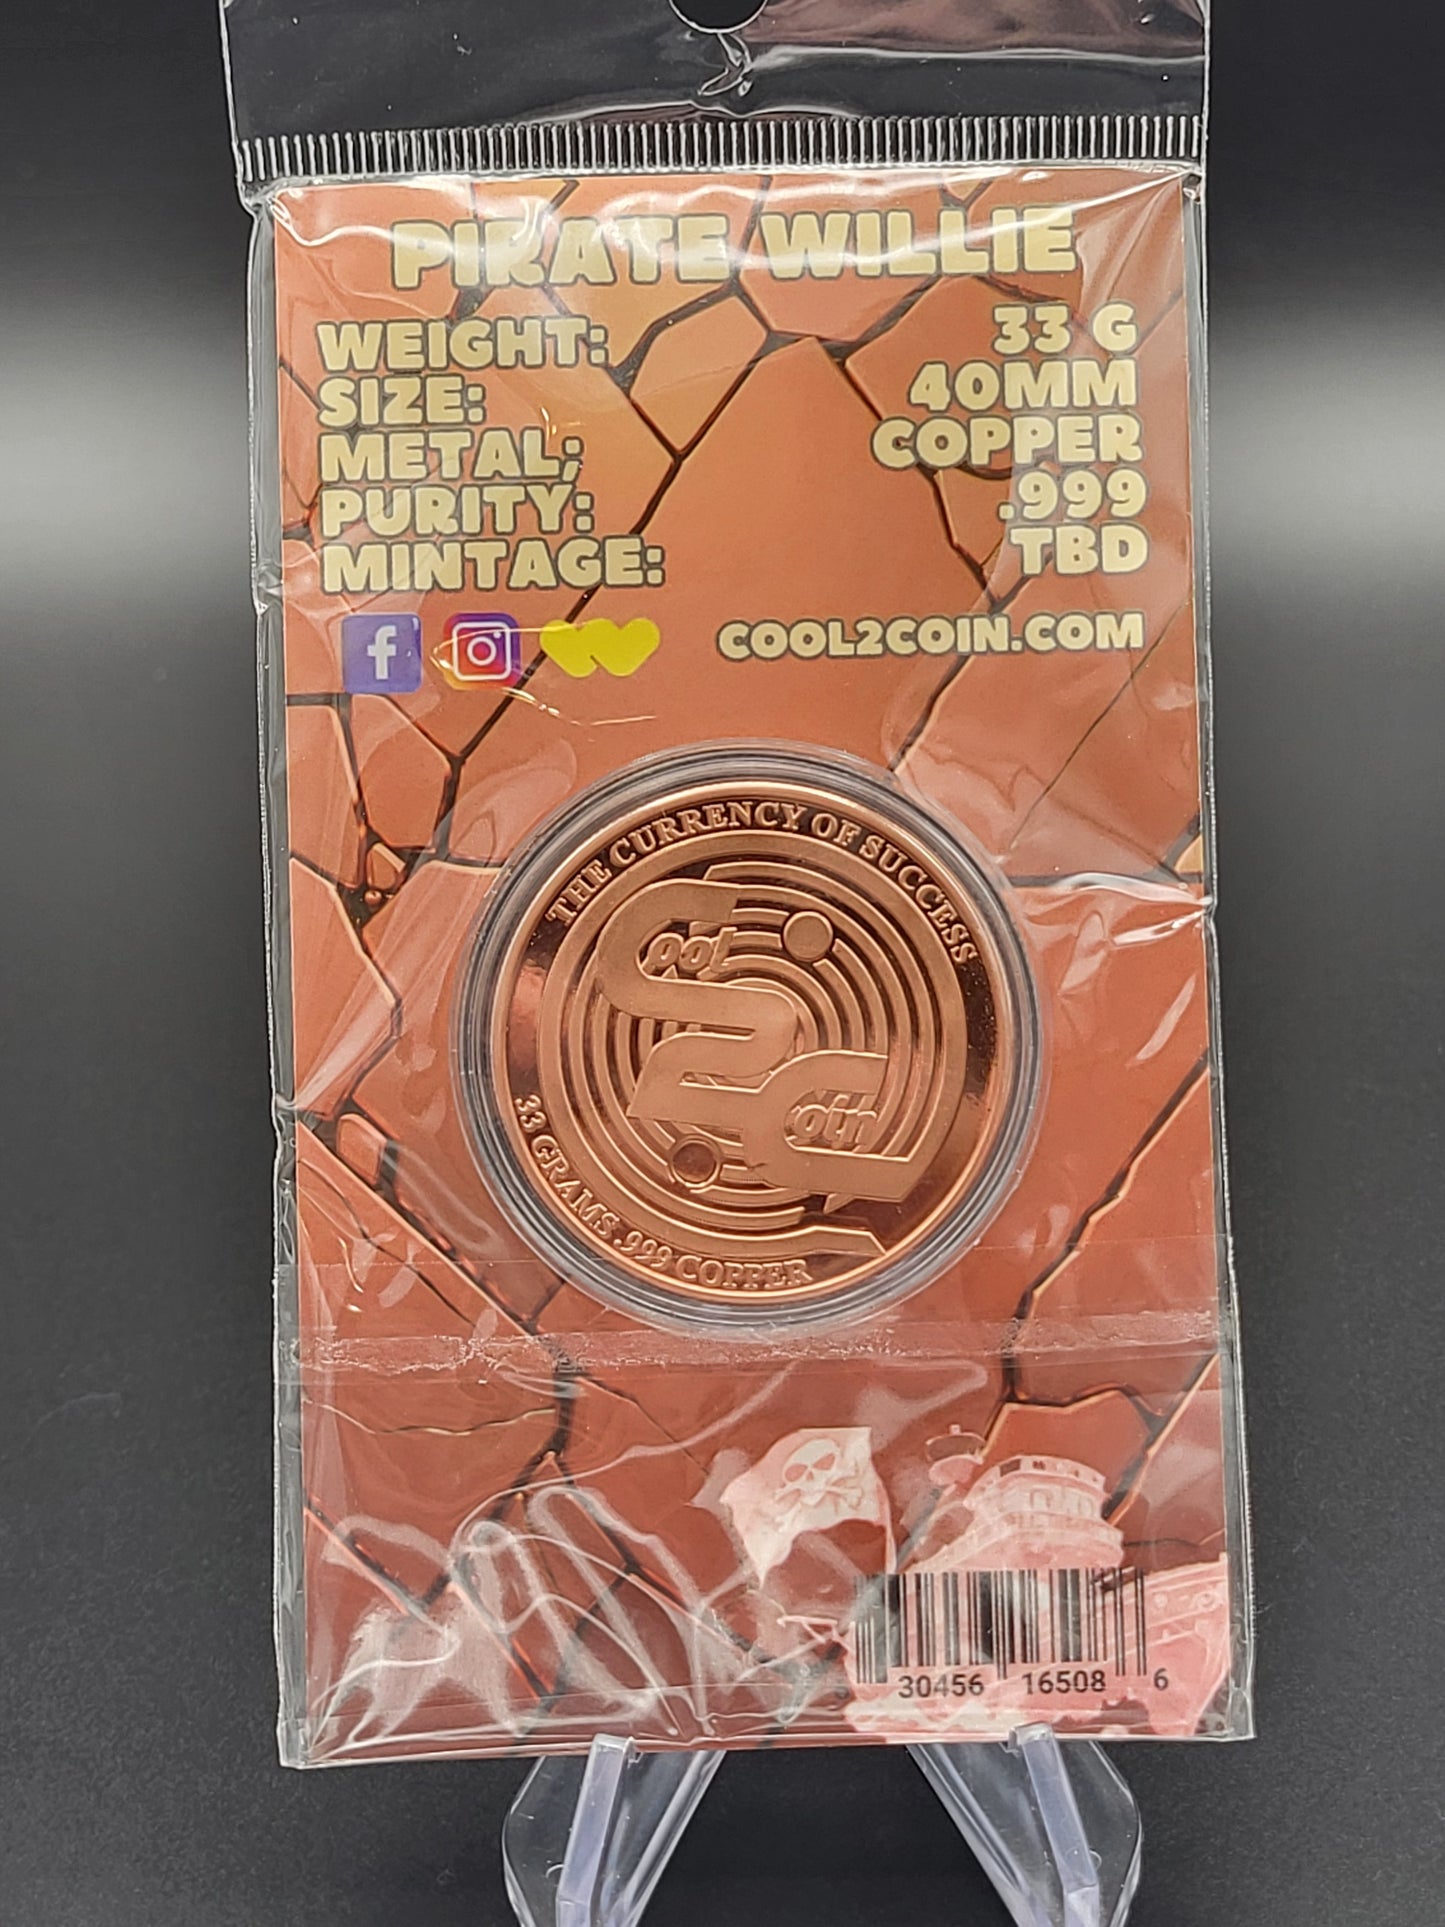 PIRATE WILLIE
WEIGHT: 33 G
SIZE: 40MM
METAL; COPPER
PURITY: .999
MINTAGE: TBD
f COOL2COIN.COM
THE CURRENCY OF SUCCESS
Cool
2
Coin
33 GRAMS .999 COPPER
30456 16508 6